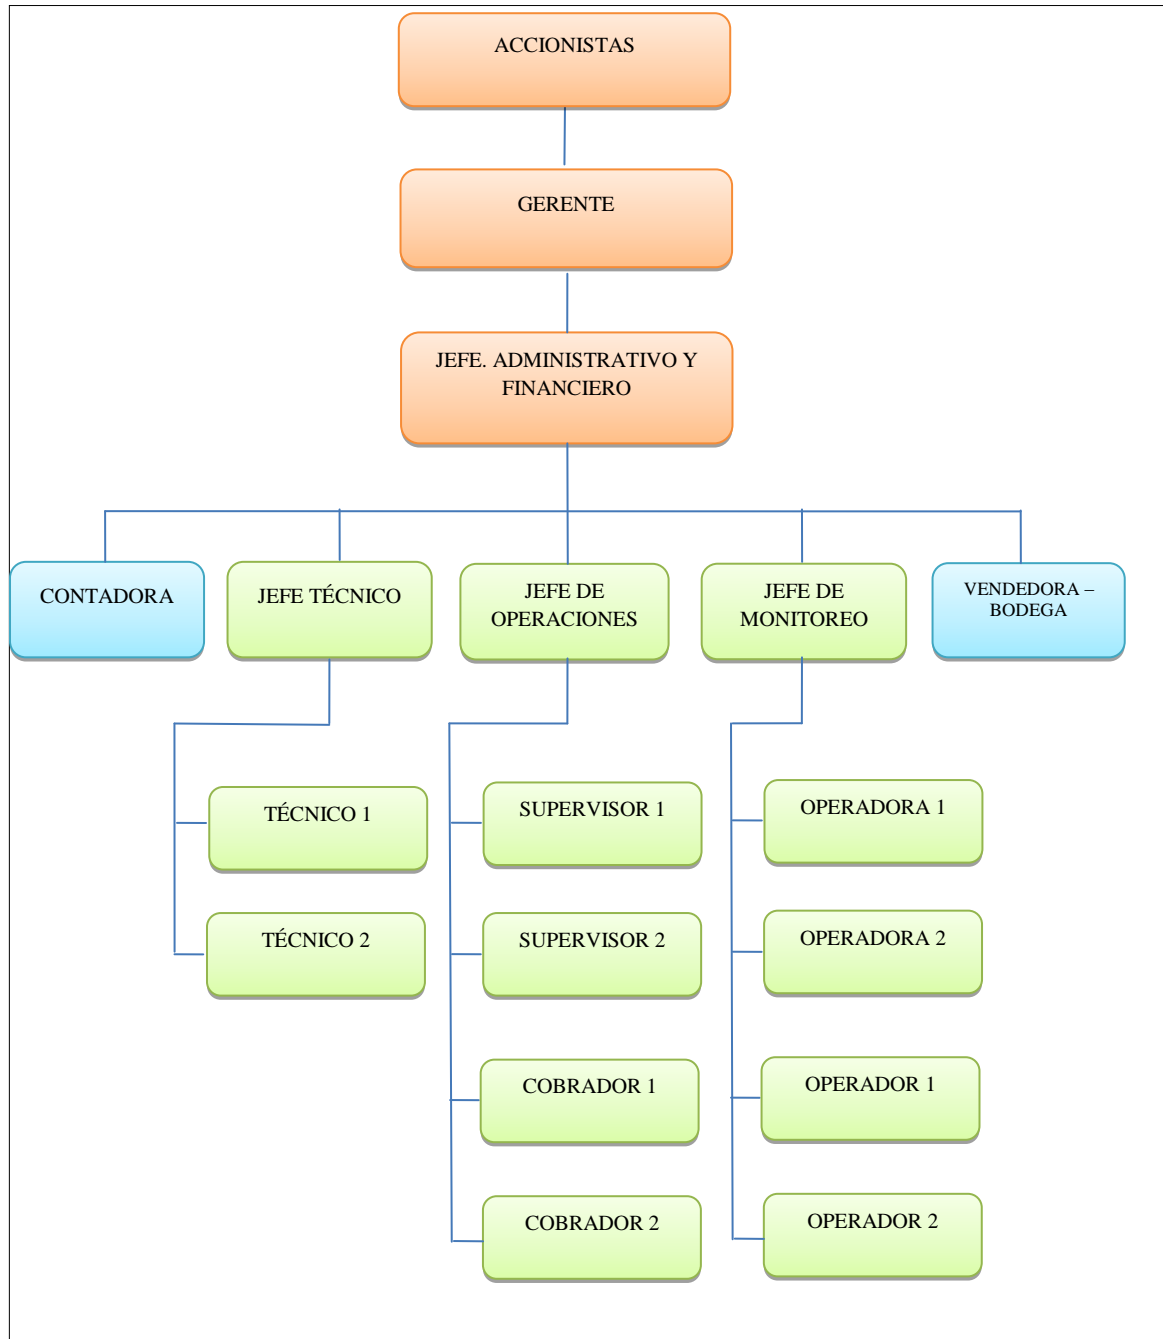 ACCIONISTAS
GERENTE
JEFE. ADMINISTRATIVO Y
FINANCIERO
CONTADORA
JEFE TÉCNICO
JEFE DE
OPERACIONES
JEFE DE
MONITOREO
VENDEDORA –
BODEGA
TÉCNICO 1
TÉCNICO 2
SUPERVISOR 1
SUPERVISOR 2
COBRADOR 1
COBRADOR 2
OPERADORA 1
OPERADORA 2
OPERADOR 1
OPERADOR 2